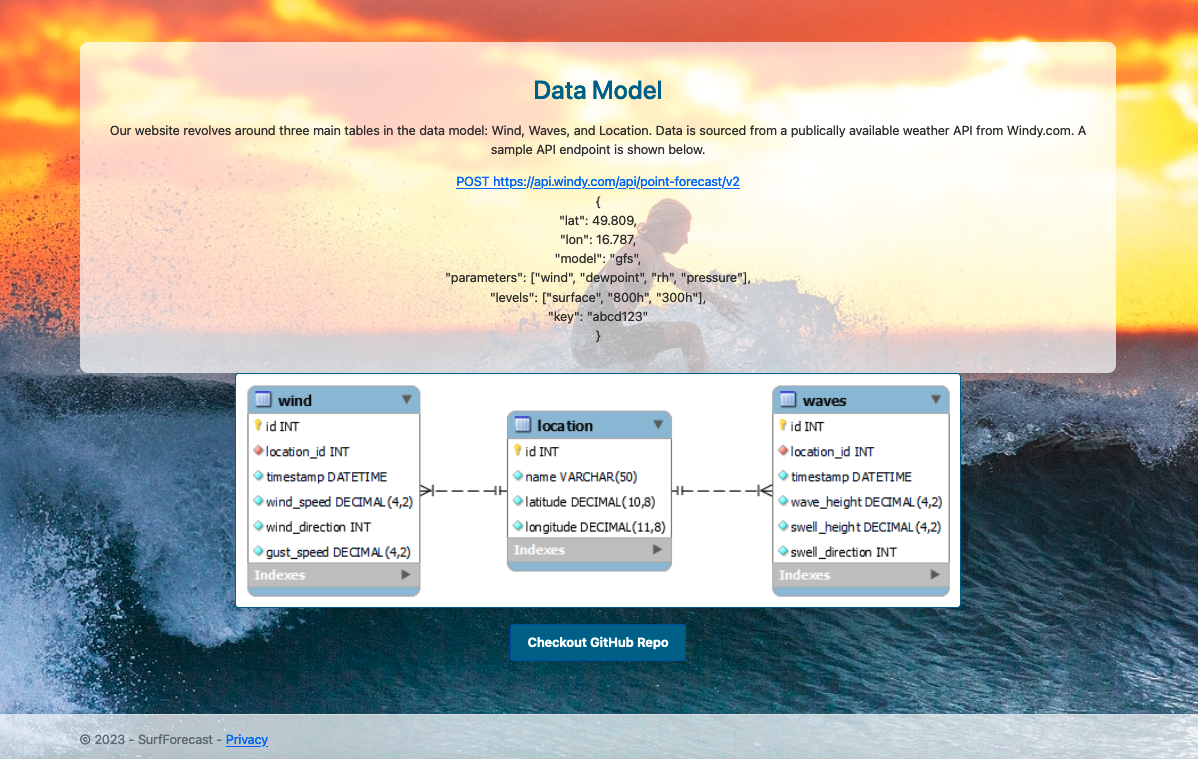 Data Model
Our website revolves around three main tables in the data model: Wind, Waves, and Location. Data is sourced from a publically available weather API from Windy.com. A
sample API endpoint is shown below.
POST https://api.windy.com/api/point-forecast/v2
{
"lat": 49.809,
"lon": 16.787,
"model": "gfs",
"parameters": ["wind", "dewpoint", "rh", "pressure"],
"levels": ["surface", "800h", "300h"],
"key": "abcd123"
}
wind
id INT
location_id INT
timestamp DATETIME
wind_speed DECIMAL(4,2)
wind_direction INT
gust_speed DECIMAL(4,2)
Indexes
location
id INT
name VARCHAR(50)
latitude DECIMAL(10,8)
longitude DECIMAL(11,8)
Indexes
waves
id INT
location_id INT
timestamp DATETIME
wave_height DECIMAL(4,2)
swell_height DECIMAL(4,2)
swell_direction INT
Indexes
Checkout GitHub Repo
© 2023 - SurfForecast - Privacy